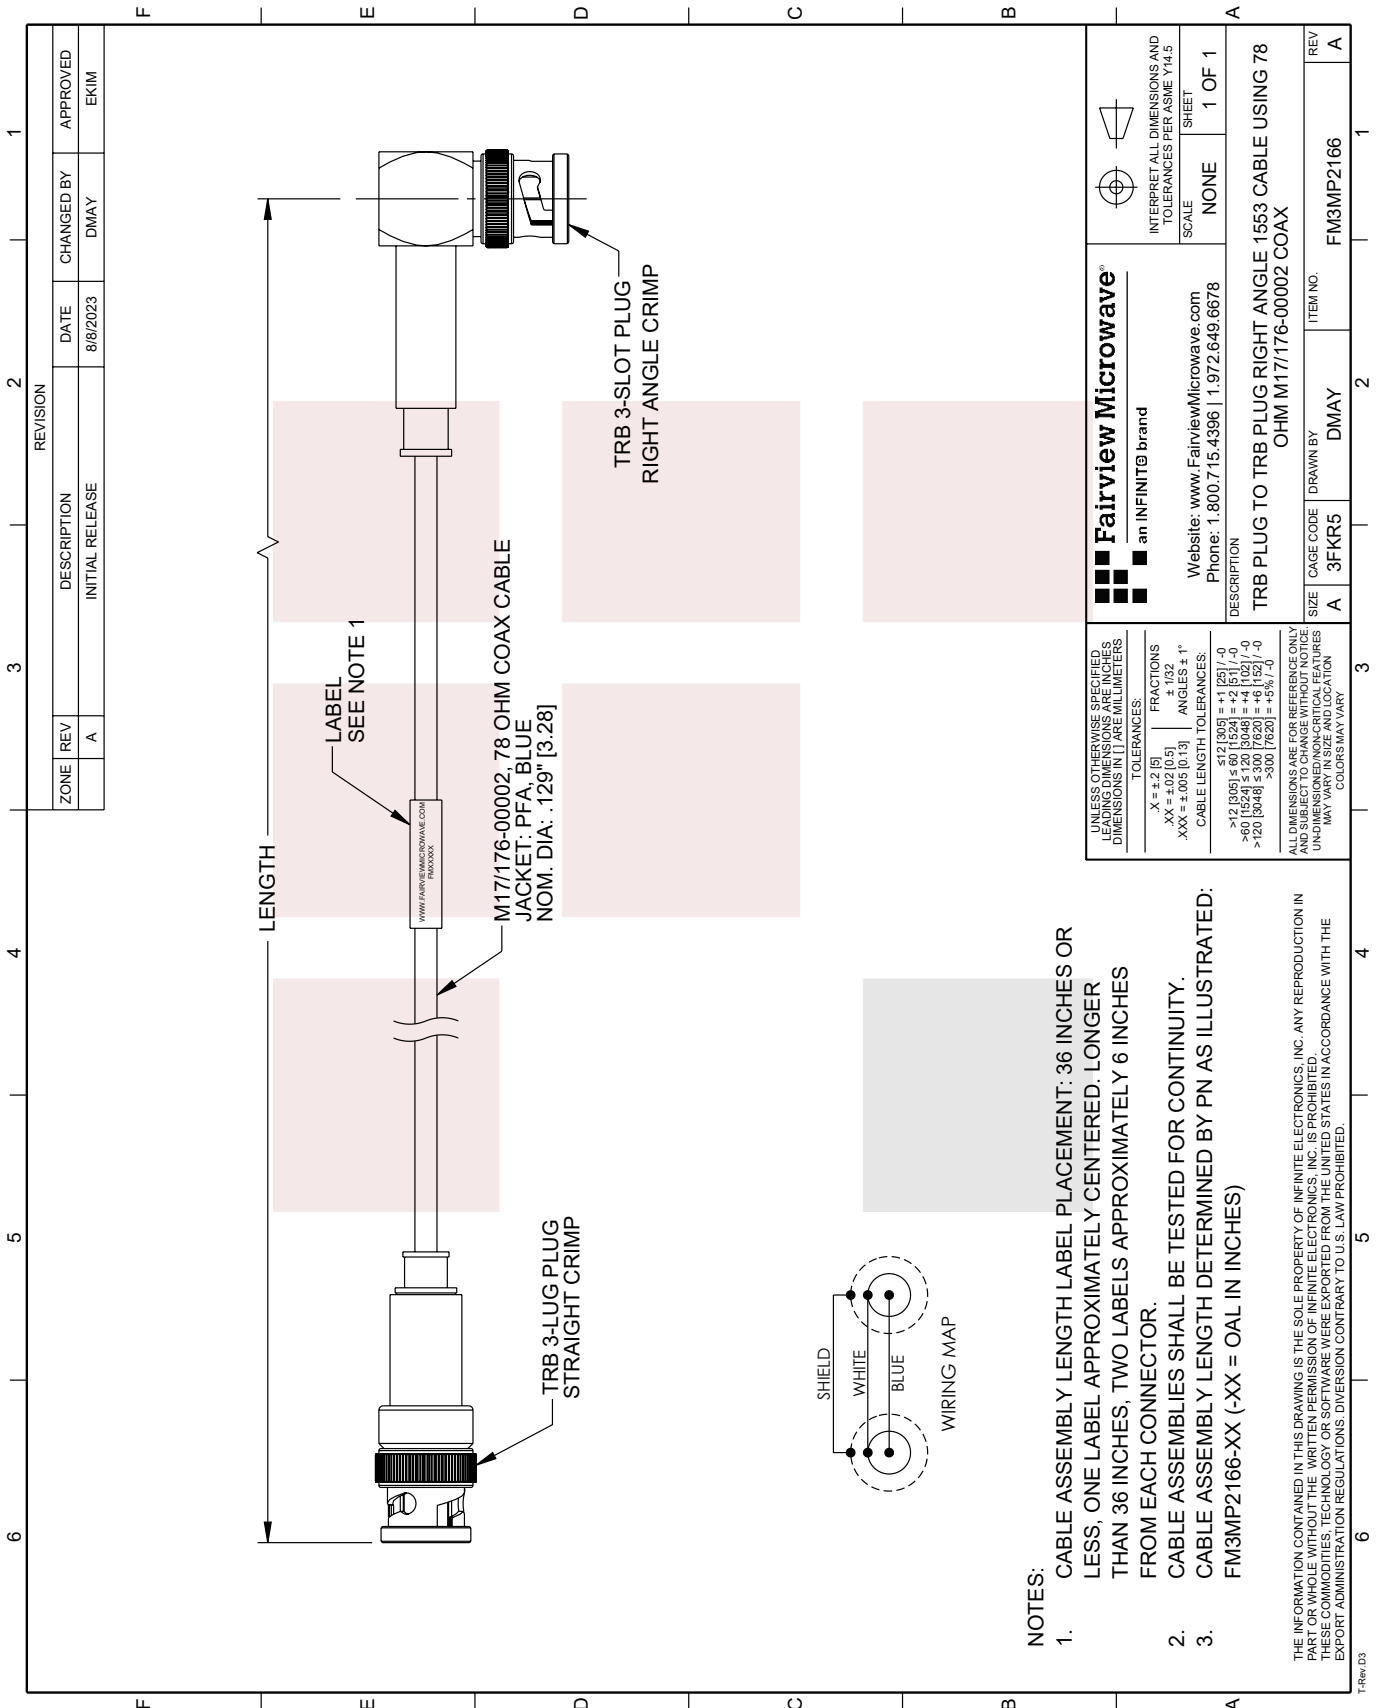 6
5
4
3
2
1
F
E
D
C
B
A
REVISION
ZONE
REV
DESCRIPTION
DATE
CHANGED BY
APPROVED
A
INITIAL RELEASE
8/8/2023
DMAY
EKIM
LENGTH
LABEL
SEE NOTE 1
WWW.FAIRVIEWMICROWAVE.COM
FMXXXXX
M17/176-00002, 78 OHM COAX CABLE
JACKET: PFA, BLUE
NOM. DIA: .129" [3.28]
TRB 3-LUG PLUG
STRAIGHT CRIMP
TRB 3-SLOT PLUG
RIGHT ANGLE CRIMP
SHIELD
WHITE
BLUE
WIRING MAP
NOTES:
1. CABLE ASSEMBLY LENGTH LABEL PLACEMENT: 36 INCHES OR
LESS, ONE LABEL APPROXIMATELY CENTERED. LONGER
THAN 36 INCHES, TWO LABELS APPROXIMATELY 6 INCHES
FROM EACH CONNECTOR.
2. CABLE ASSEMBLIES SHALL BE TESTED FOR CONTINUITY.
3. CABLE ASSEMBLY LENGTH DETERMINED BY PN AS ILLUSTRATED:
FM3MP2166-XX (-XX = OAL IN INCHES)
THE INFORMATION CONTAINED IN THIS DRAWING IS THE SOLE PROPERTY OF INFINITE ELECTRONICS, INC. ANY REPRODUCTION IN
PART OR WHOLE WITHOUT THE WRITTEN PERMISSION OF INFINITE ELECTRONICS, INC. IS PROHIBITED.
THESE COMMODITIES, TECHNOLOGY OR SOFTWARE WERE EXPORTED FROM THE UNITED STATES IN ACCORDANCE WITH THE
EXPORT ADMINISTRATION REGULATIONS. DIVERSION CONTRARY TO U.S. LAW PROHIBITED.
UNLESS OTHERWISE SPECIFIED
LEADING DIMENSIONS ARE INCHES
DIMENSIONS IN [ ] ARE MILLIMETERS
TOLERANCES:
.X = ±.2 [5]
.XX = ±.02 [0.5]
.XXX = ±.005 [0.13]
FRACTIONS
± 1/32
ANGLES ± 1°
CABLE LENGTH TOLERANCES:
≤12 [305] = +1 [25] / -0
>12 [305] ≤ 60 [1524] = +2 [51] / -0
>60 [1524] ≤ 120 [3048] = +4 [102] / -0
>120 [3048] ≤ 300 [7620] = +6 [152] / -0
>300 [7620] = +5% / -0
ALL DIMENSIONS ARE FOR REFERENCE ONLY
AND SUBJECT TO CHANGE WITHOUT NOTICE.
UN-DIMENSIONED/NON-CRITICAL FEATURES
MAY VARY IN SIZE AND LOCATION
COLORS MAY VARY
Fairview Microwave®
an INFINIT℮ brand
Website: www.FairviewMicrowave.com
Phone: 1.800.715.4396 | 1.972.649.6678
INTERPRET ALL DIMENSIONS AND
TOLERANCES PER ASME Y14.5
SCALE
NONE
SHEET
1 OF 1
DESCRIPTION
TRB PLUG TO TRB PLUG RIGHT ANGLE 1553 CABLE USING 78
OHM M17/176-00002 COAX
SIZE
A
CAGE CODE
3FKR5
DRAWN BY
DMAY
ITEM NO.
FM3MP2166
REV
A
F
E
D
C
B
A
6
5
4
3
2
1
T-Rev.D3